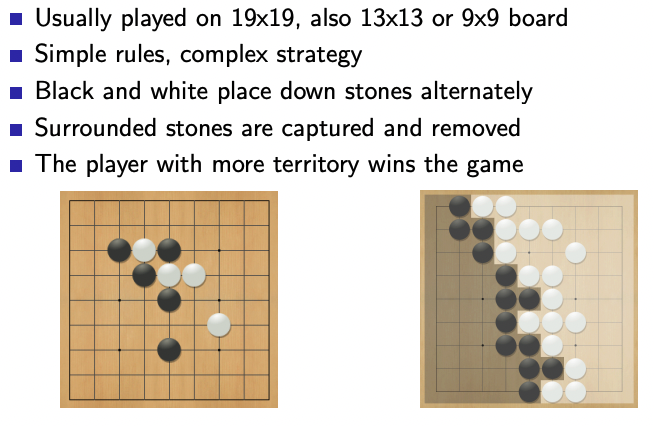 Usually played on 19x19, also 13x13 or 9x9 board
Simple rules, complex strategy
Black and white place down stones alternately
Surrounded stones are captured and removed
The player with more territory wins the game